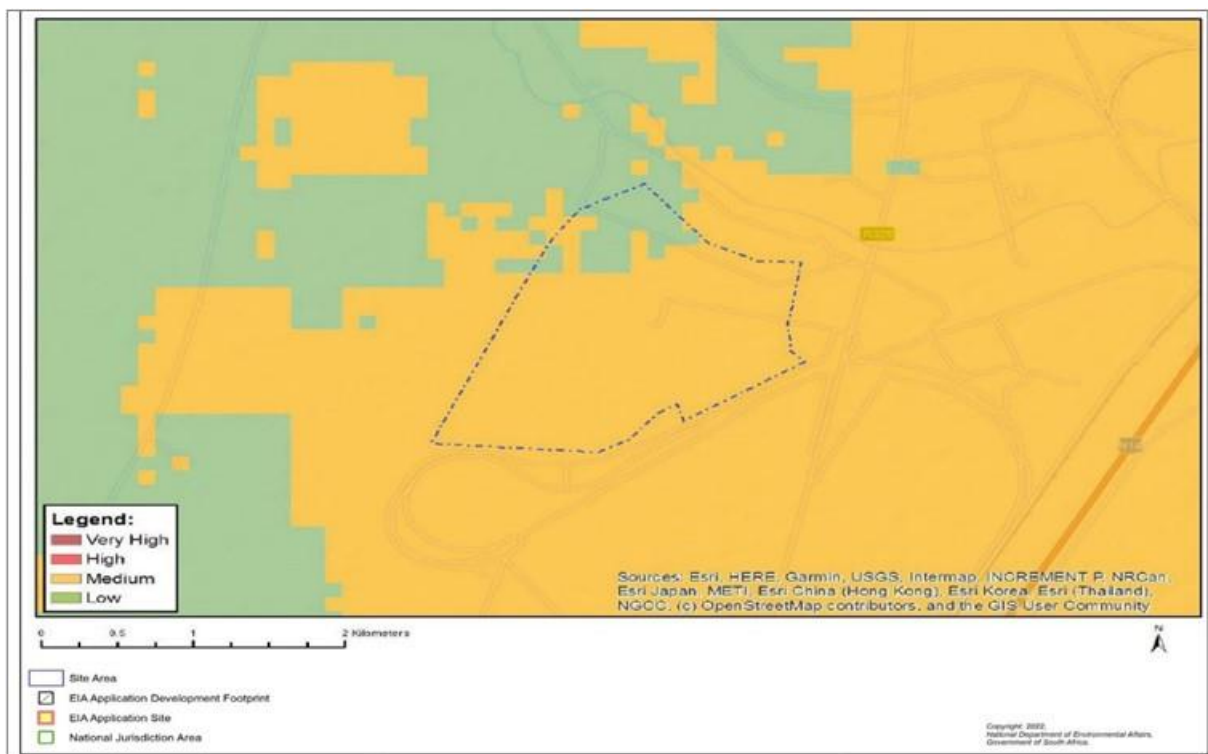 Legend:
Very High
High
Medium
Low
Sources: Esri, HERE, Garmin, USGS, Intermap, INCREMENT P, NRCan,
Esri Japan, METI, Esri China (Hong Kong), Esri Korea, Esri (Thailand),
NGCC, (c) OpenStreetMap contributors, and the GIS User Community
0 0.5 1 2 Kilometers
N
Site Area
EIA Application Development Footprint
EIA Application Site
National Jurisdiction Area
Copyright: 2022,
National Department of Environmental Affairs,
Government of South Africa.